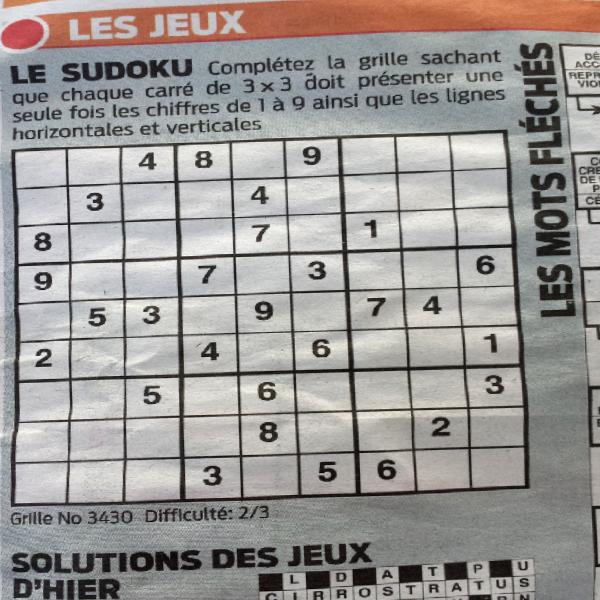 LES JEUX
LE SUDOKU Complétez la grille sachant
que chaque carré de 3 x 3 doit présenter une
seule fois les chiffres de 1 à 9 ainsi que les lignes
horizontales et verticales
4 8 9
3 4
8 7 1
9 7 3 6
5 3 9 7 4
2 4 6 1
5 6 3
8 2
3 5 6
Grille No 3430 Difficulté: 2/3
SOLUTIONS DES JEUX
D'HIER
L D A T P U
C I R R O S T R A T U S
LES MOTS FLÉCHÉS